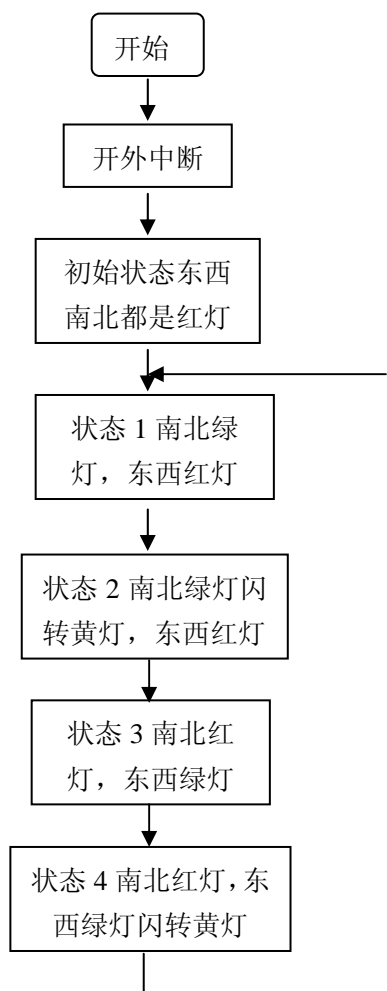 开始
开外中断
初始状态东西
南北都是红灯
状态 1 南北绿
灯，东西红灯
状态 2 南北绿灯闪
转黄灯，东西红灯
状态 3 南北红
灯，东西绿灯
状态 4 南北红灯，东
西绿灯闪转黄灯